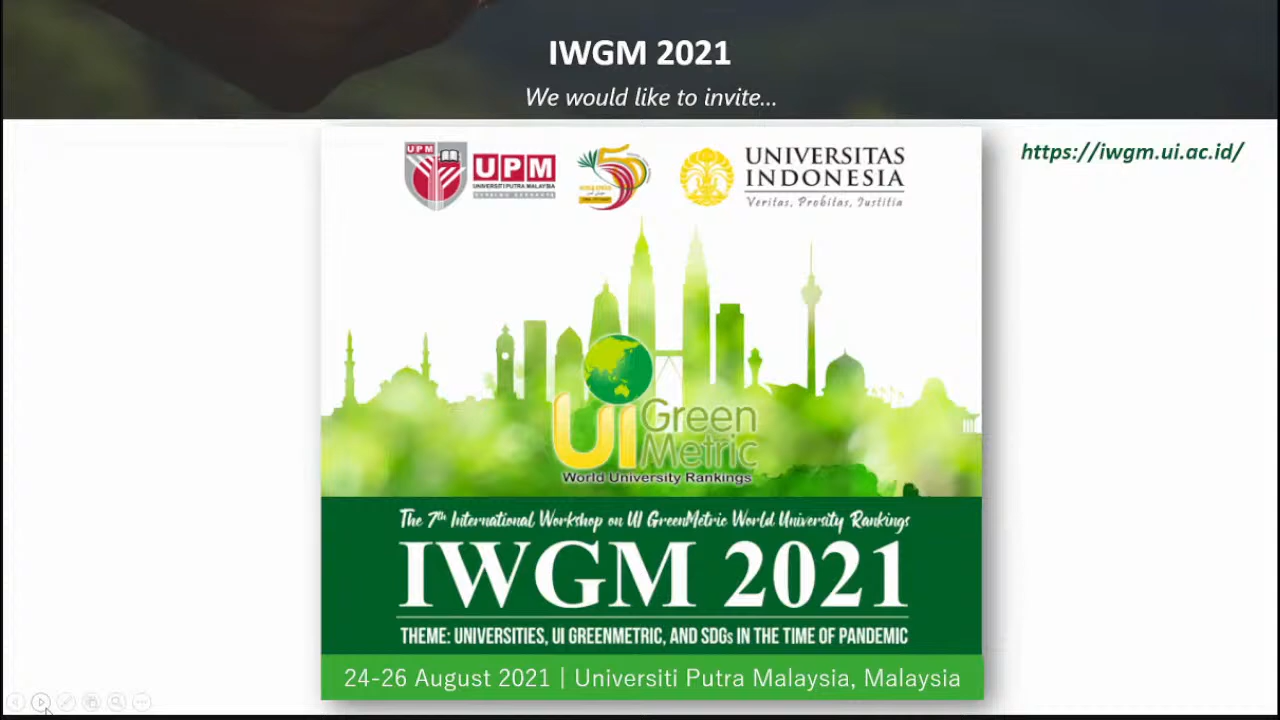 IWGM 2021
We would like to invite...
https://iwgm.ui.ac.id/
UPM
UPM
UNIVERSITI PUTRA MALAYSIA
UNIVERSITAS
INDONESIA
Veritas, Probitas, Justitia
UI Green
Metric
World University Rankings
The 7th International Workshop on UI GreenMetric World University Rankings
IWGM 2021
THEME: UNIVERSITIES, UI GREENMETRIC, AND SDGs IN THE TIME OF PANDEMIC
24-26 August 2021 | Universiti Putra Malaysia, Malaysia